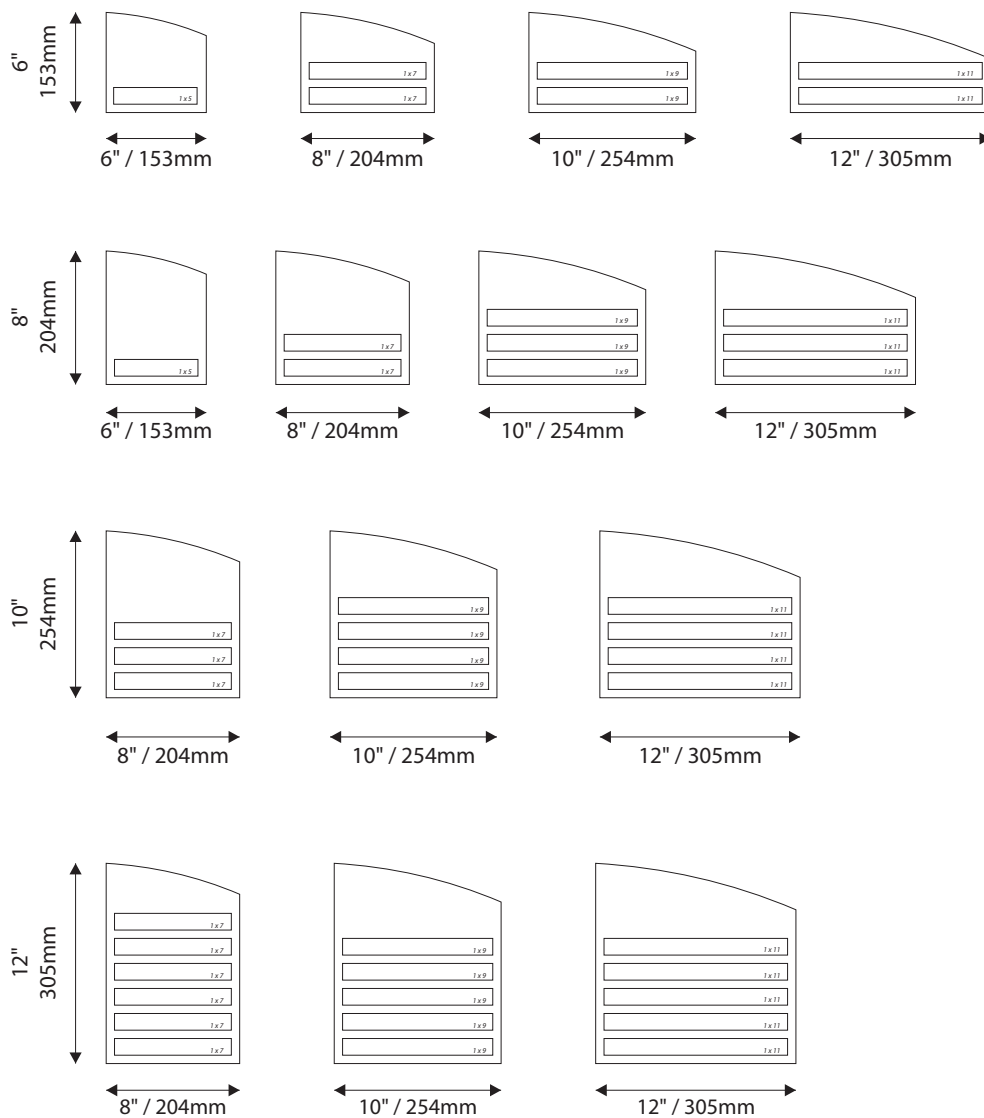 6"
153mm
1 x 5
1 x 7
1 x 7
1 x 9
1 x 9
1 x 11
1 x 11
6" / 153mm
8" / 204mm
10" / 254mm
12" / 305mm
8"
204mm
1 x 5
1 x 7
1 x 7
1 x 9
1 x 9
1 x 9
1 x 11
1 x 11
1 x 11
6" / 153mm
8" / 204mm
10" / 254mm
12" / 305mm
10"
254mm
1 x 7
1 x 7
1 x 7
1 x 9
1 x 9
1 x 9
1 x 9
1 x 11
1 x 11
1 x 11
1 x 11
8" / 204mm
10" / 254mm
12" / 305mm
12"
305mm
1 x 7
1 x 7
1 x 7
1 x 7
1 x 7
1 x 7
1 x 9
1 x 9
1 x 9
1 x 9
1 x 9
1 x 11
1 x 11
1 x 11
1 x 11
1 x 11
8" / 204mm
10" / 254mm
12" / 305mm